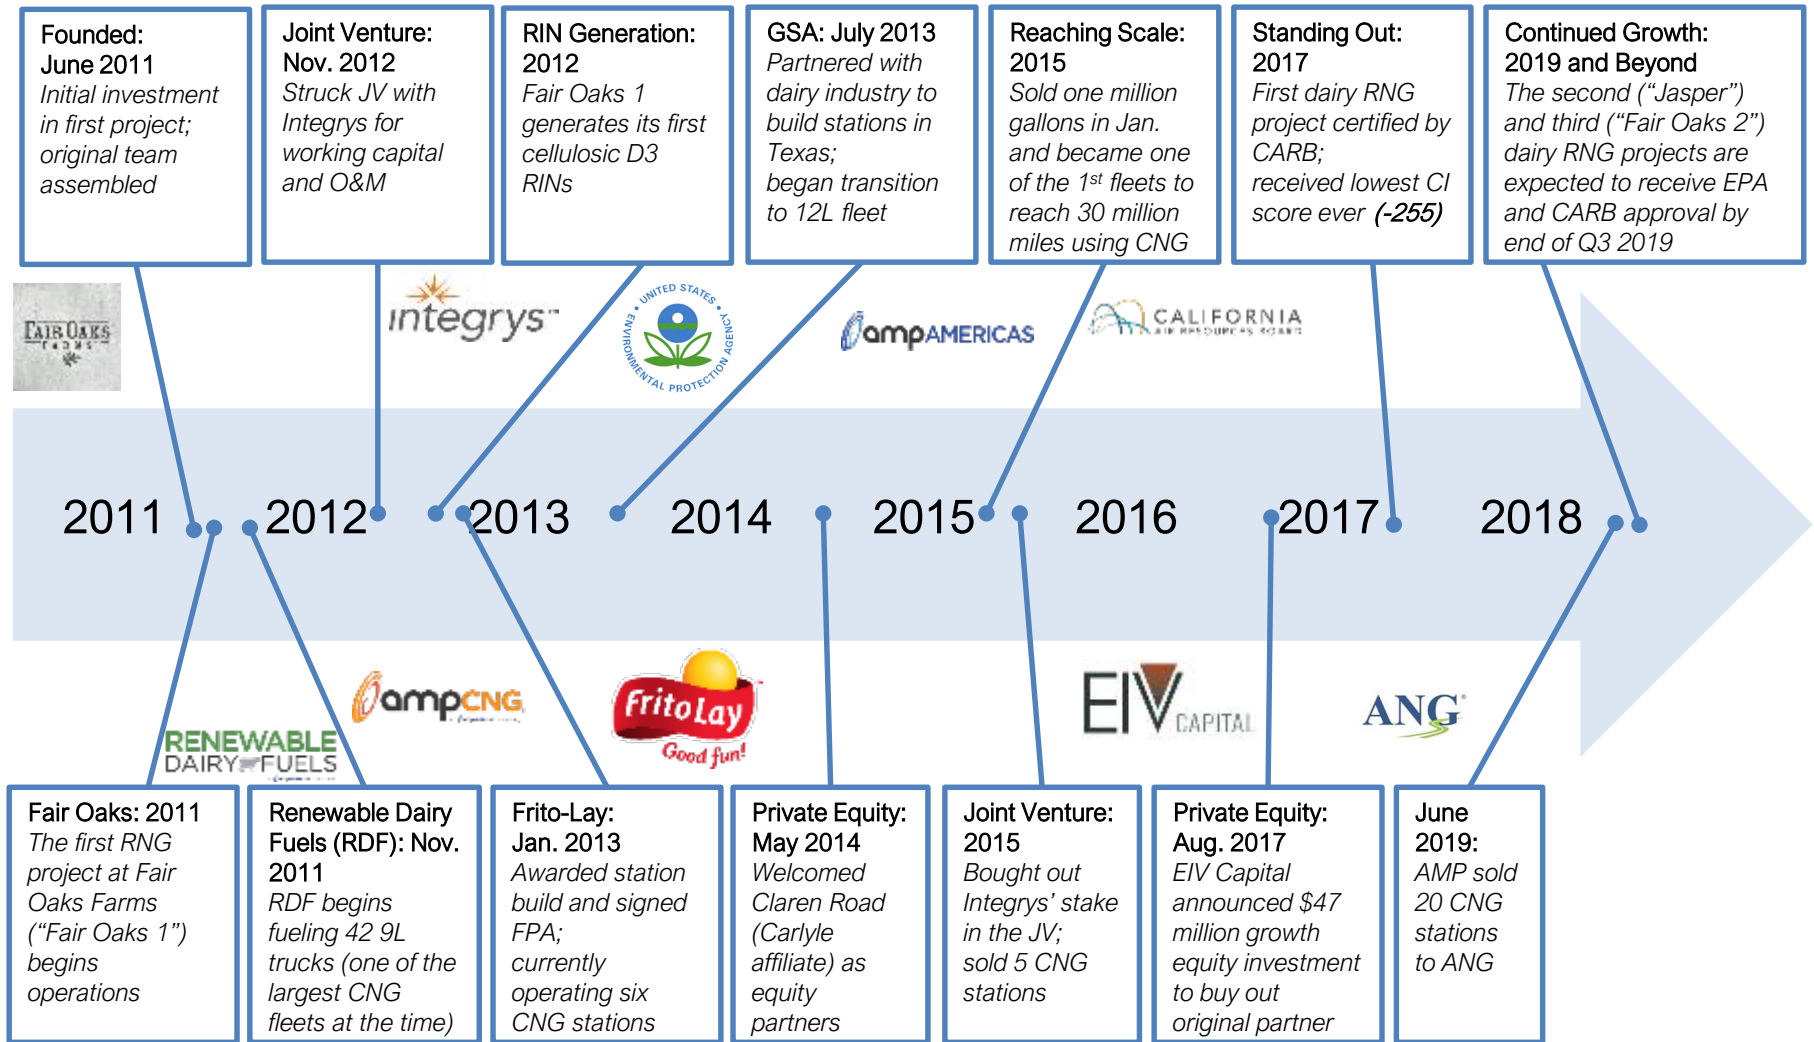 Founded:
June 2011
Initial investment
in first project;
original team
assembled
Joint Venture:
Nov. 2012
Struck JV with
Integrys for
working capital
and O&M
RIN Generation:
2012
Fair Oaks 1
generates its first
cellulosic D3
RINs
GSA: July 2013
Partnered with
dairy industry to
build stations in
Texas;
began transition
to 12L fleet
Reaching Scale:
2015
Sold one million
gallons in Jan.
and became one
of the 1st fleets to
reach 30 million
miles using CNG
Standing Out:
2017
First dairy RNG
project certified by
CARB;
received lowest CI
score ever (-255)
Continued Growth:
2019 and Beyond
The second (“Jasper”)
and third (“Fair Oaks 2”)
dairy RNG projects are
expected to receive EPA
and CARB approval by
end of Q3 2019
FAIR OAKS
FARMS
integrys
UNITED STATES
ENVIRONMENTAL PROTECTION AGENCY
ampAMERICAS
CALIFORNIA
AIR RESOURCES BOARD
2011
2012
2013
2014
2015
2016
2017
2018
RENEWABLE
DAIRY FUELS
ampCNG
FritoLay
Good fun!
EIV CAPITAL
ANG
Fair Oaks: 2011
The first RNG
project at Fair
Oaks Farms
(“Fair Oaks 1”)
begins
operations
Renewable Dairy
Fuels (RDF): Nov.
2011
RDF begins
fueling 42 9L
trucks (one of the
largest CNG
fleets at the time)
Frito-Lay:
Jan. 2013
Awarded station
build and signed
FPA;
currently
operating six
CNG stations
Private Equity:
May 2014
Welcomed
Claren Road
(Carlyle
affiliate) as
equity
partners
Joint Venture:
2015
Bought out
Integrys’ stake
in the JV;
sold 5 CNG
stations
Private Equity:
Aug. 2017
EIV Capital
announced $47
million growth
equity investment
to buy out
original partner
June
2019:
AMP sold
20 CNG
stations
to ANG